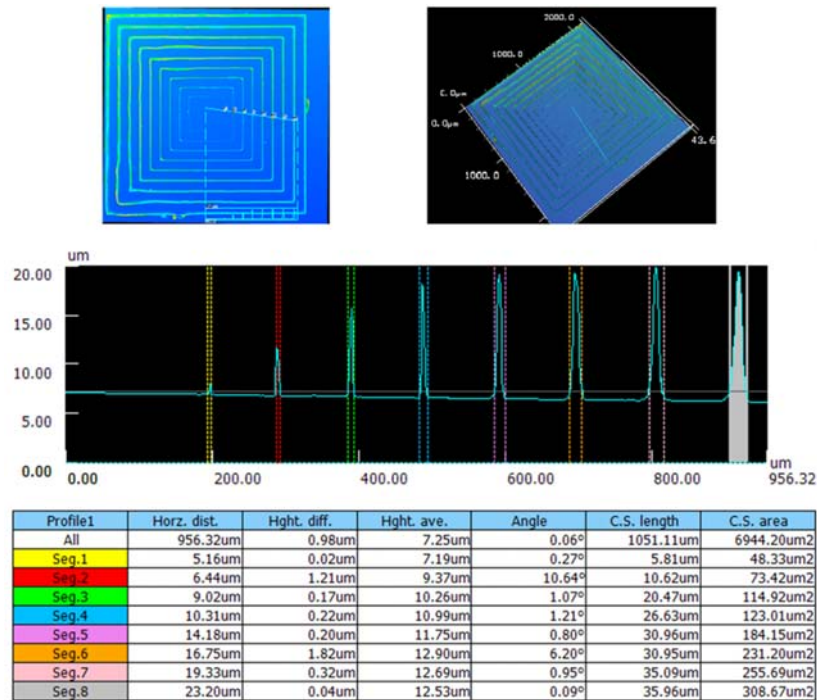 2000.0
1000.0
0.0µm
0.0µm
43.6
1000.0
um
20.00
15.00
10.00
5.00
0.00
0.00 200.00 400.00 600.00 800.00 956.32
um
Profile1 Horz. dist. Hght. diff. Hght. ave. Angle C.S. length C.S. area
All 956.32um 0.98um 7.25um 0.06° 1051.11um 6944.20um2
Seg.1 5.16um 0.02um 7.19um 0.27° 5.81um 48.33um2
Seg.2 6.44um 1.21um 9.37um 10.64° 10.62um 73.42um2
Seg.3 9.02um 0.17um 10.26um 1.07° 20.47um 114.92um2
Seg.4 10.31um 0.22um 10.99um 1.21° 26.63um 123.01um2
Seg.5 14.18um 0.20um 11.75um 0.80° 30.96um 184.15um2
Seg.6 16.75um 1.82um 12.90um 6.20° 30.95um 231.20um2
Seg.7 19.33um 0.32um 12.69um 0.95° 35.09um 255.69um2
Seg.8 23.20um 0.04um 12.53um 0.09° 35.96um 308.67um2